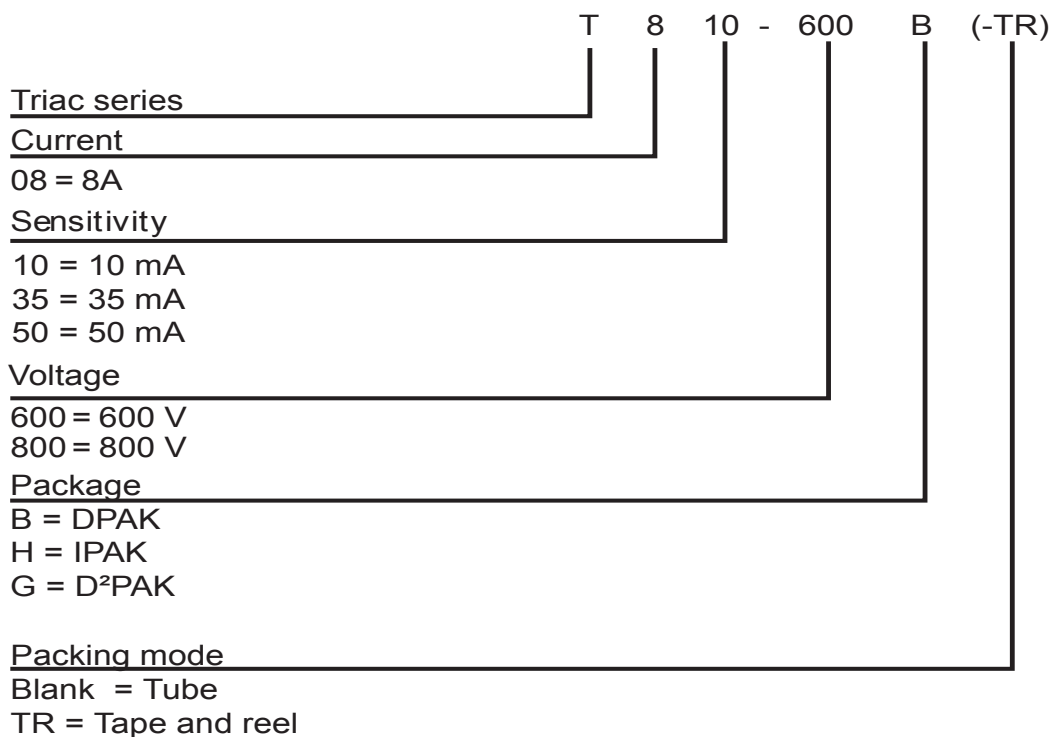 T 8 10 - 600 B (-TR)
Triac series
Current
08 = 8A
Sensitivity
10 = 10 mA
35 = 35 mA
50 = 50 mA
Voltage
600 = 600 V
800 = 800 V
Package
B = DPAK
H = IPAK
G = D²PAK
Packing mode
Blank = Tube
TR = Tape and reel